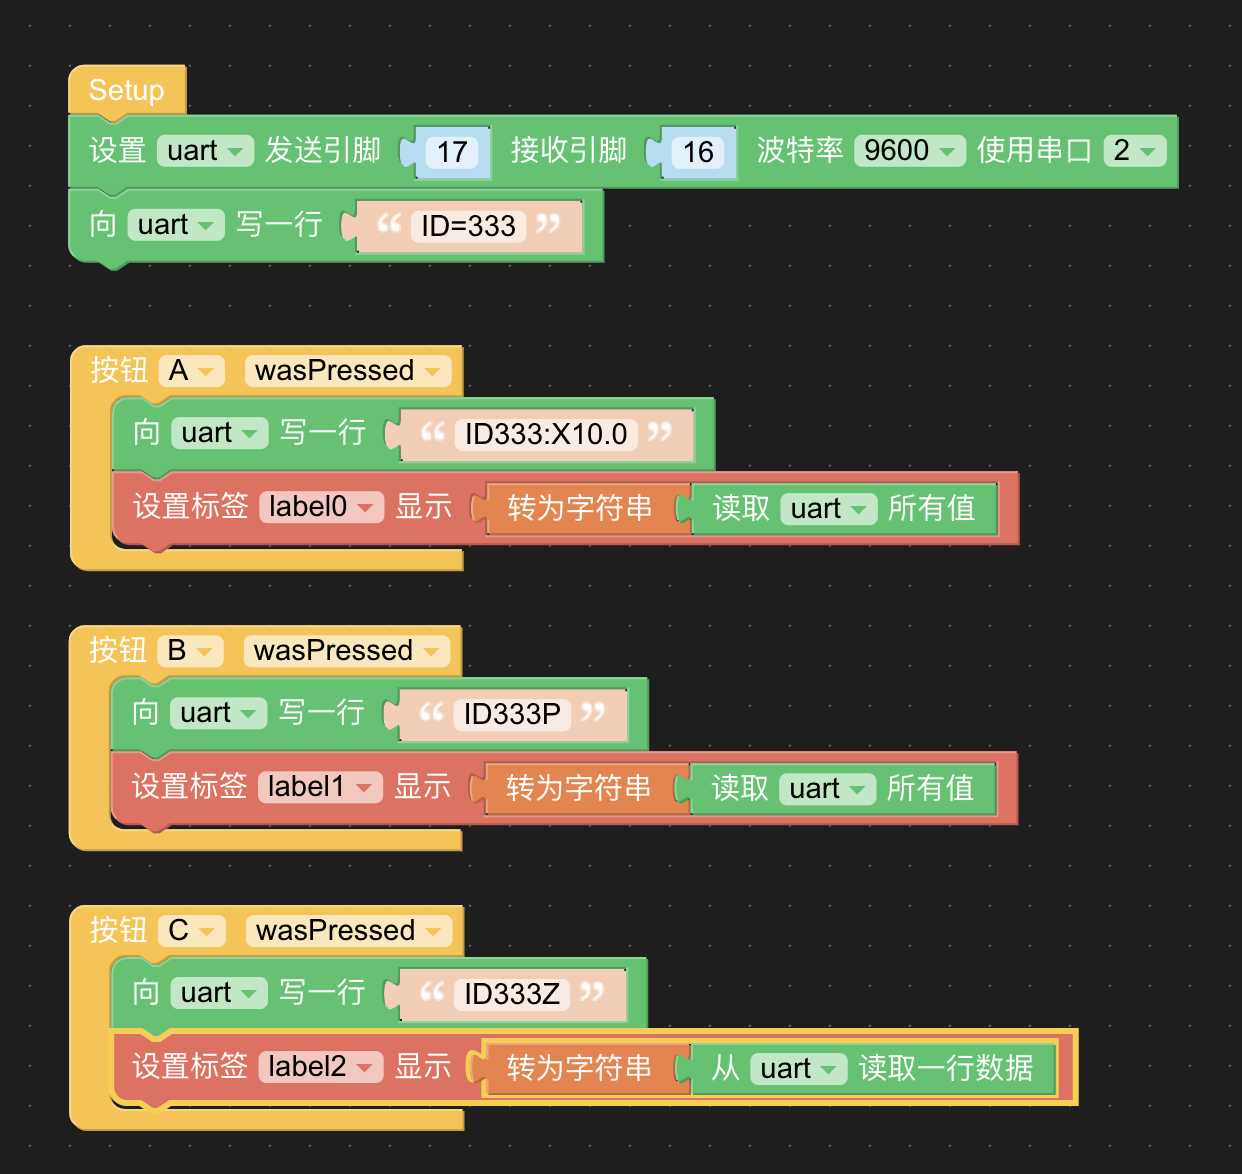 Setup
设置 uart 发送引脚 17 接收引脚 16 波特率 9600 使用串口 2
向 uart 写一行 “ ID=333 ”
按钮 A wasPressed
向 uart 写一行 “ ID333:X10.0 ”
设置标签 label0 显示 转为字符串 读取 uart 所有值
按钮 B wasPressed
向 uart 写一行 “ ID333P ”
设置标签 label1 显示 转为字符串 读取 uart 所有值
按钮 C wasPressed
向 uart 写一行 “ ID333Z ”
设置标签 label2 显示 转为字符串 从 uart 读取一行数据